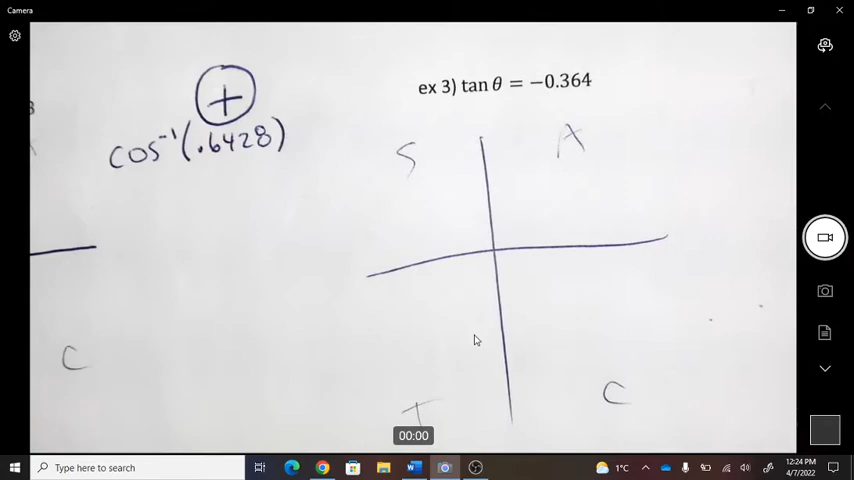 Camera
+
cos⁻¹(.6428)
C
ex 3) tan θ = −0.364
S
A
T
C
00:00
Type here to search
1°C
12:24 PM
4/7/2022